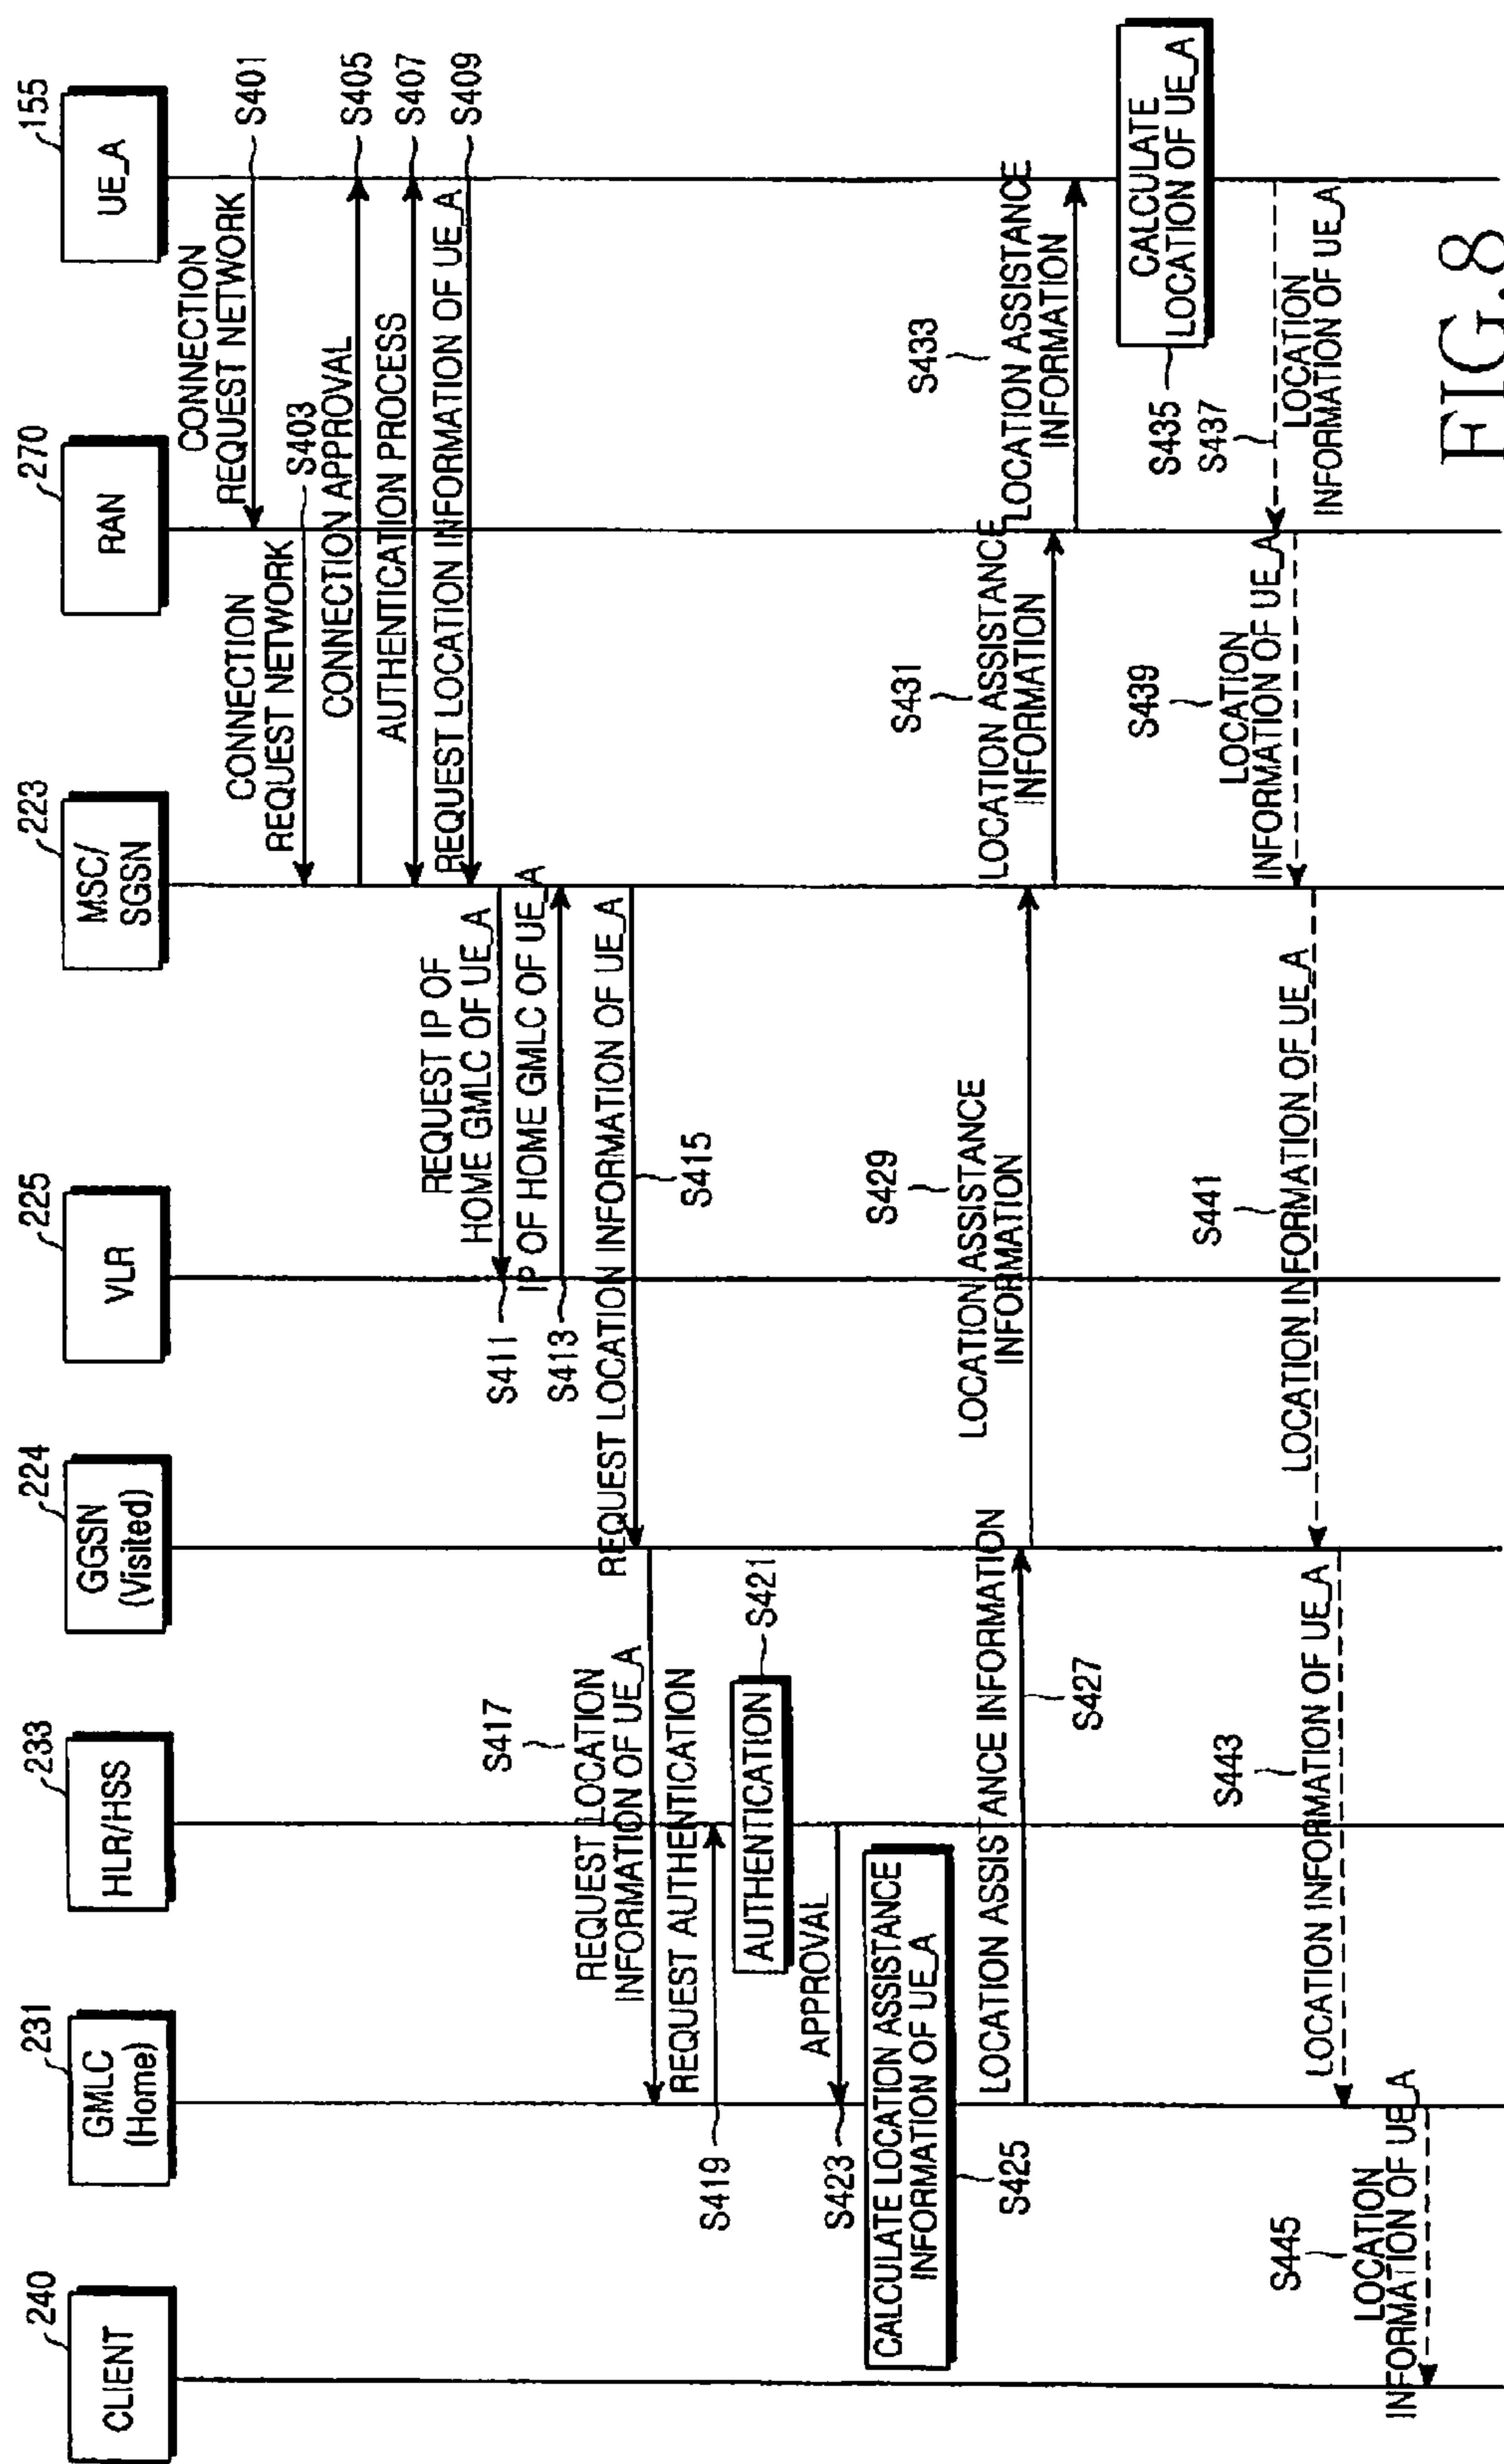 240
CLIENT
231
GMLC
(Home)
233
HLR/HSS
224
GGSN
(Visited)
225
VLR
223
MSC/
SGSN
270
RAN
155
UE_A
CONNECTION
REQUEST NETWORK
S401
CONNECTION
REQUEST NETWORK
S403
CONNECTION APPROVAL
S405
AUTHENTICATION PROCESS
S407
REQUEST LOCATION INFORMATION OF UE_A
S409
REQUEST IP OF
HOME GMLC OF UE_A
S411
IP OF HOME GMLC OF UE_A
S413
REQUEST LOCATION INFORMATION OF UE_A
S415
S417
REQUEST LOCATION
INFORMATION OF UE_A
REQUEST AUTHENTICATION
S419
AUTHENTICATION
S421
APPROVAL
S423
CALCULATE LOCATION ASSISTANCE
INFORMATION OF UE_A
S425
LOCATION ASSISTANCE INFORMATION
S427
S429
LOCATION ASSISTANCE
INFORMATION
S431
LOCATION ASSISTANCE
INFORMATION
S433
LOCATION ASSISTANCE
INFORMATION
CALCULATE
LOCATION OF UE_A
S435
S437
LOCATION
INFORMATION OF UE_A
S439
LOCATION
INFORMATION OF UE_A
S441
LOCATION INFORMATION OF UE_A
S443
LOCATION INFORMATION OF UE_A
S445
LOCATION
INFORMATION OF UE_A
FIG.8